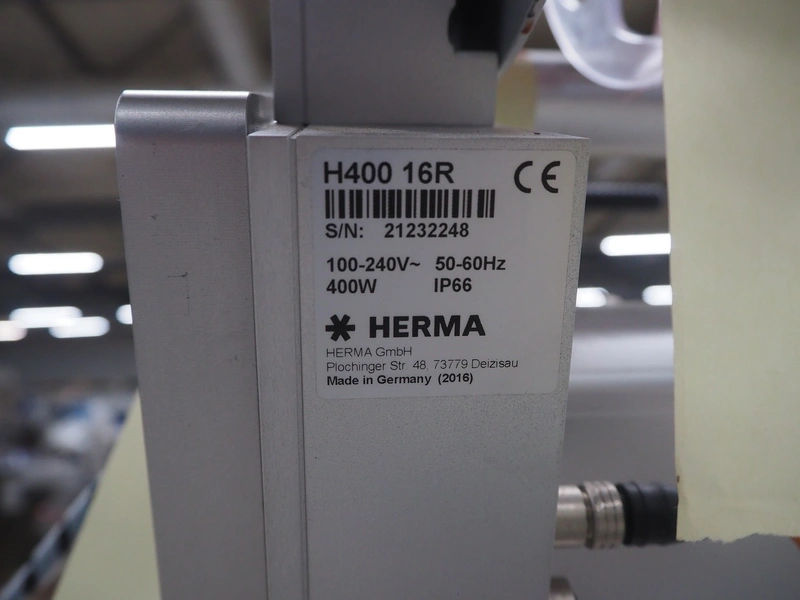 H400 16R
CE
S/N: 21232248
100-240V~ 50-60Hz
400W IP66
HERMA
HERMA GmbH
Plochinger Str. 48, 73779 Deizisau
Made in Germany (2016)